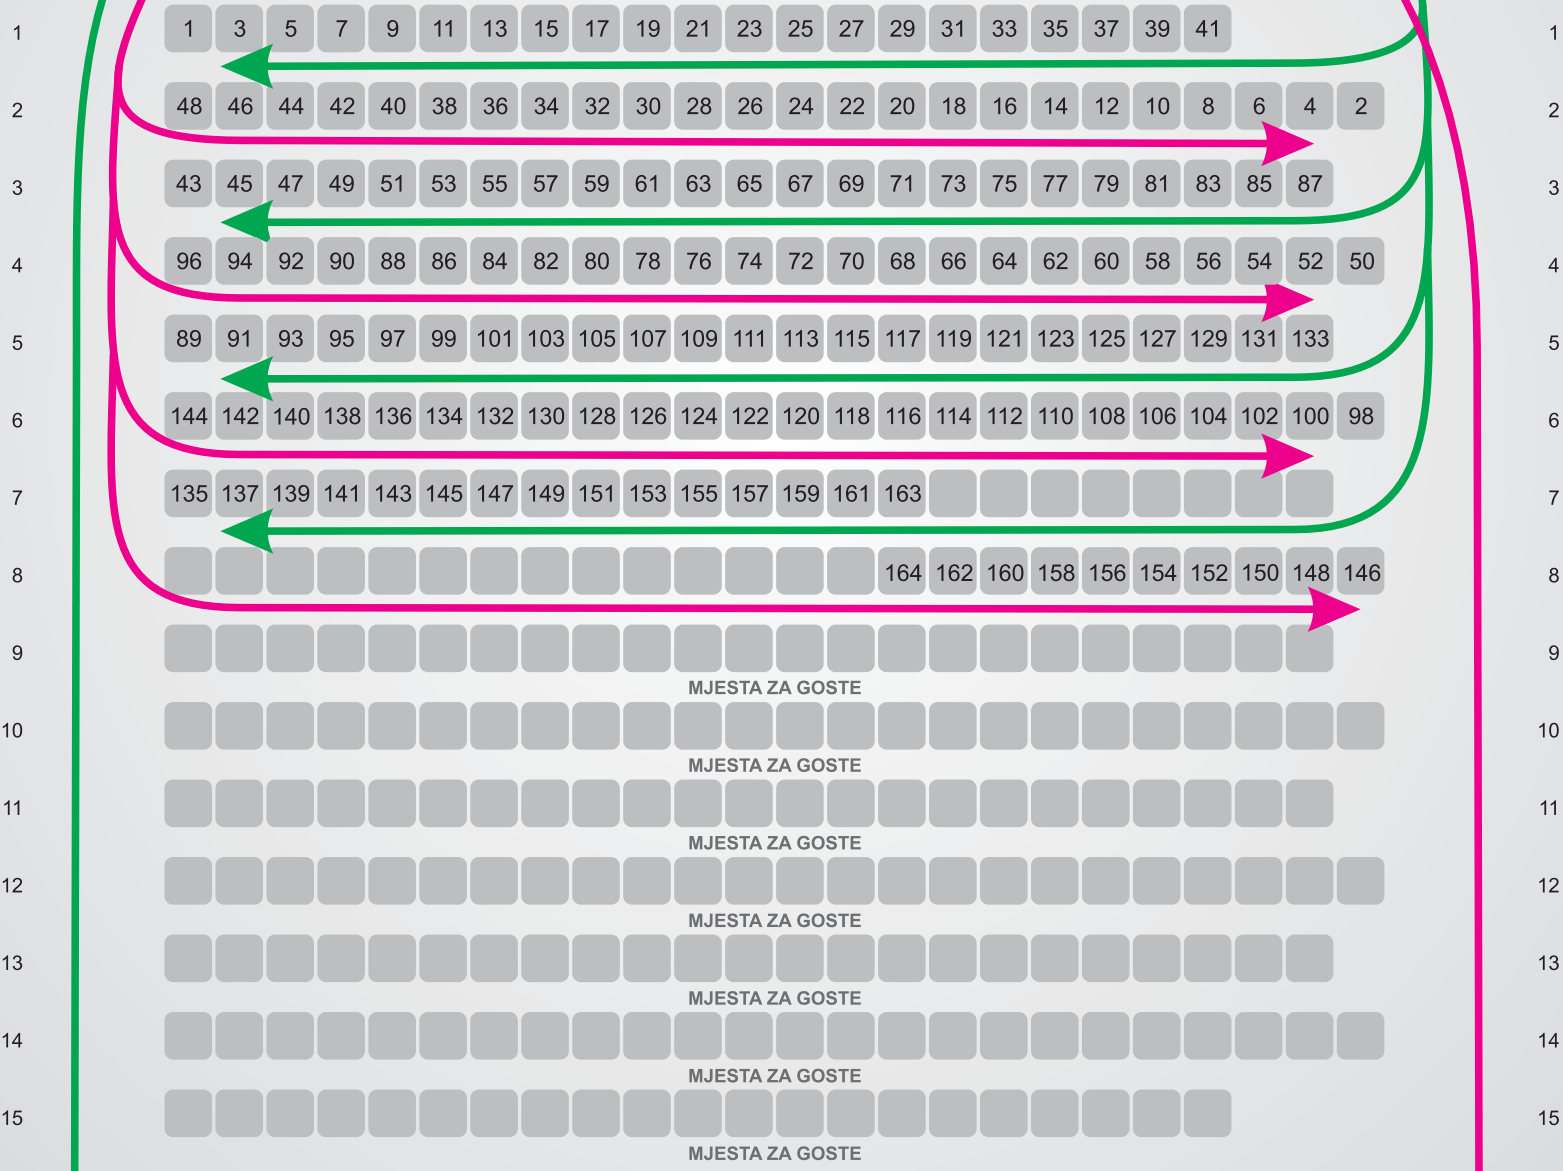 1 1 3 5 7 9 11 13 15 17 19 21 23 25 27 29 31 33 35 37 39 41 1
2 48 46 44 42 40 38 36 34 32 30 28 26 24 22 20 18 16 14 12 10 8 6 4 2 2
3 43 45 47 49 51 53 55 57 59 61 63 65 67 69 71 73 75 77 79 81 83 85 87 3
4 96 94 92 90 88 86 84 82 80 78 76 74 72 70 68 66 64 62 60 58 56 54 52 50 4
5 89 91 93 95 97 99 101 103 105 107 109 111 113 115 117 119 121 123 125 127 129 131 133 5
6 144 142 140 138 136 134 132 130 128 126 124 122 120 118 116 114 112 110 108 106 104 102 100 98 6
7 135 137 139 141 143 145 147 149 151 153 155 157 159 161 163 7
8 164 162 160 158 156 154 152 150 148 146 8
9 9
MJESTA ZA GOSTE
10 10
MJESTA ZA GOSTE
11 11
MJESTA ZA GOSTE
12 12
MJESTA ZA GOSTE
13 13
MJESTA ZA GOSTE
14 14
MJESTA ZA GOSTE
15 15
MJESTA ZA GOSTE